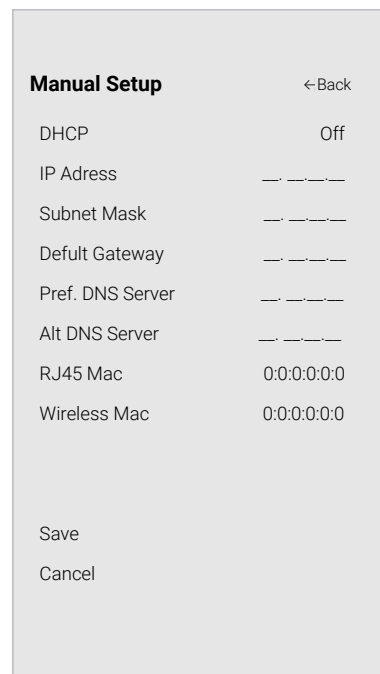 Manual Setup ←Back
DHCP Off
IP Adress __. __.__.__
Subnet Mask __. __.__.__
Defult Gateway __. __.__.__
Pref. DNS Server __. __.__.__
Alt DNS Server __. __.__.__
RJ45 Mac 0:0:0:0:0:0
Wireless Mac 0:0:0:0:0:0
Save
Cancel